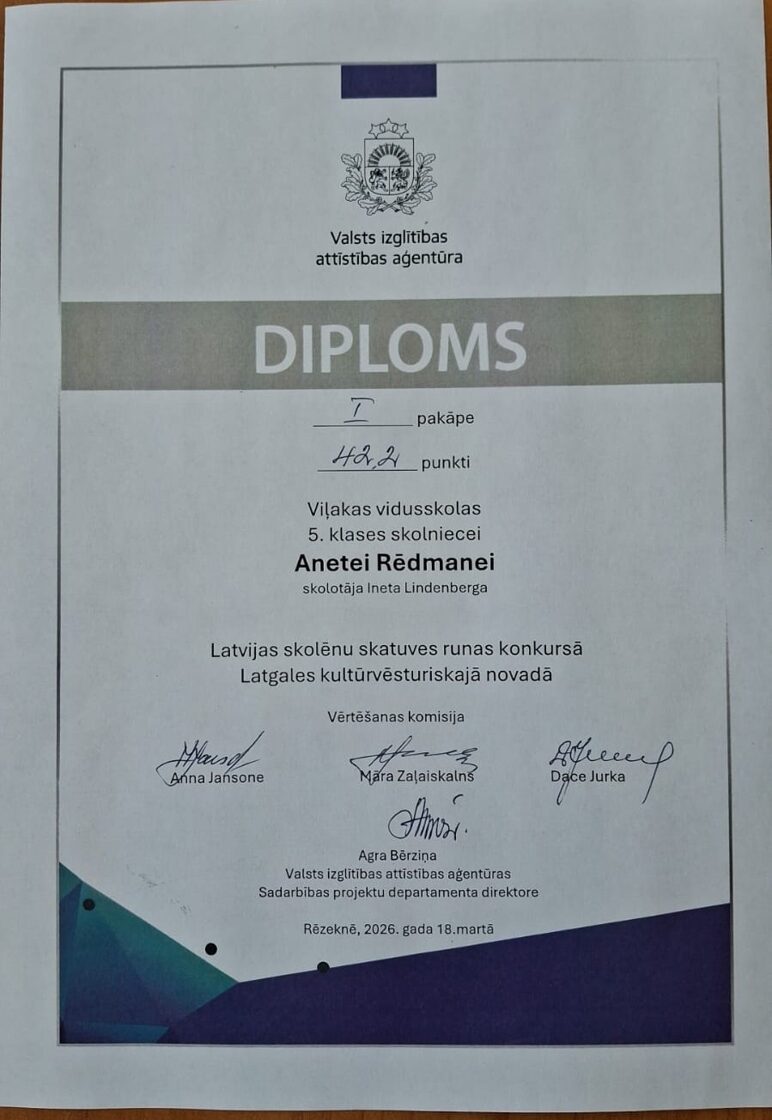 Valsts izglītības
attīstības aģentūra
DIPLOMS
I pakāpe
42,2 punkti
Viļakas vidusskolas
5. klases skolniecei
Anetei Rēdmanei
skolotāja Ineta Lindenberga
Latvijas skolēnu skatuves runas konkursā
Latgales kultūrvēsturiskajā novadā
Vērtēšanas komisija
Anna Jansone Māra Zaļaiskalns Dace Jurka
Agra Bērziņa
Valsts izglītības attīstības aģentūras
Sadarbības projektu departamenta direktore
Rēzeknē, 2026. gada 18.martā